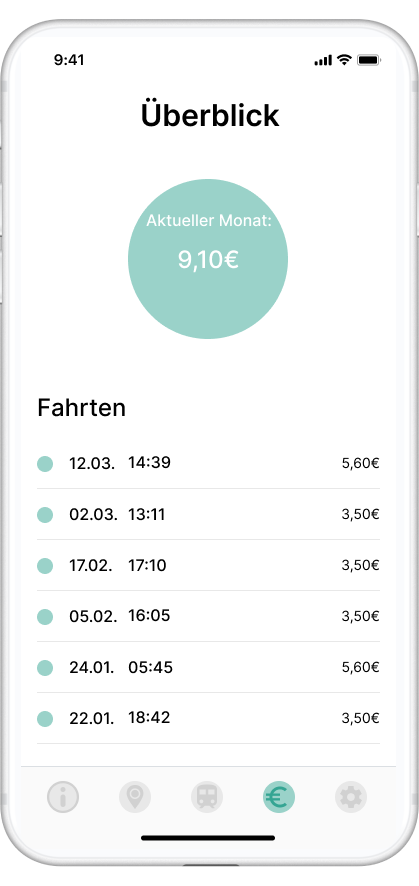 9:41
Überblick
Aktueller Monat:
9,10€
Fahrten
12.03. 14:39 5,60€
02.03. 13:11 3,50€
17.02. 17:10 3,50€
05.02. 16:05 3,50€
24.01. 05:45 5,60€
22.01. 18:42 3,50€
€